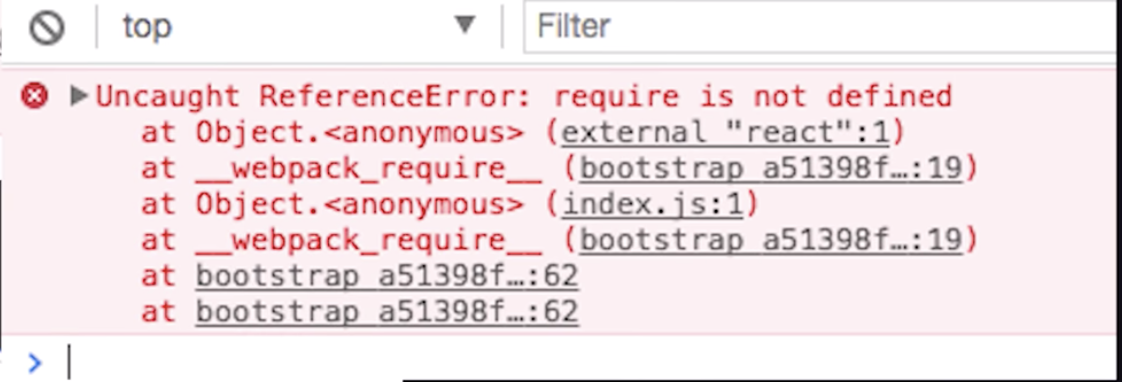 top Filter
Uncaught ReferenceError: require is not defined
at Object.<anonymous> (external "react":1)
at __webpack_require__ (bootstrap a51398f…:19)
at Object.<anonymous> (index.js:1)
at __webpack_require__ (bootstrap a51398f…:19)
at bootstrap a51398f…:62
at bootstrap a51398f…:62